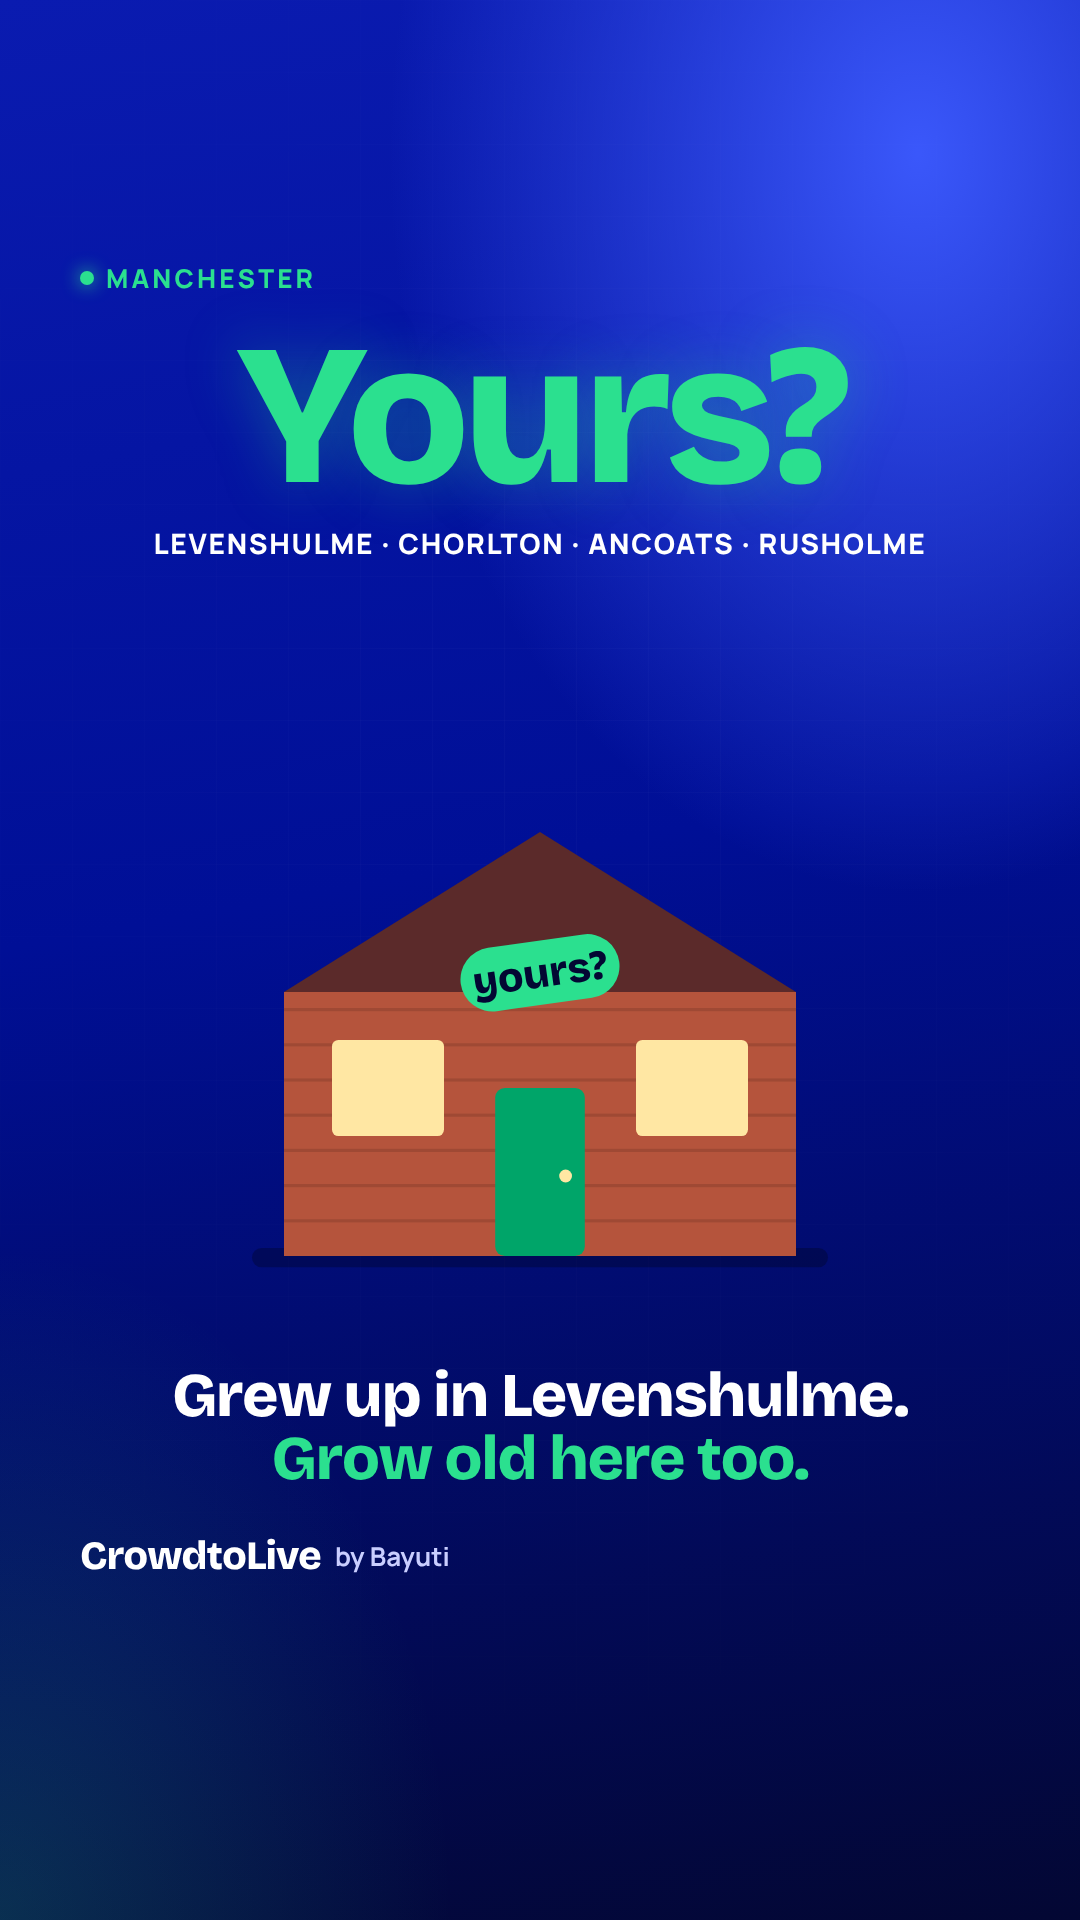 MANCHESTER
Yours?
LEVENSHULME · CHORLTON · ANCOATS · RUSHOLME
yours?
Grew up in Levenshulme.
Grow old here too.
CrowdtoLive by Bayuti